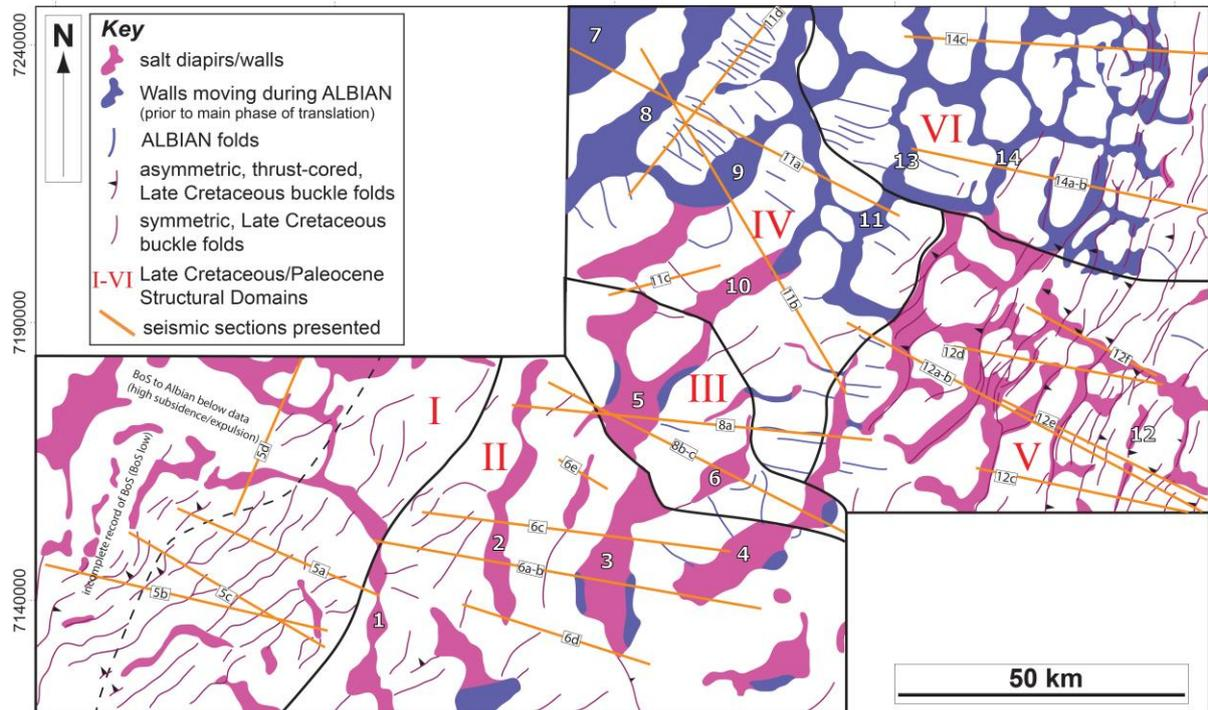 7240000
7190000
7140000
N
Key
salt diapirs/walls
Walls moving during ALBIAN
(prior to main phase of translation)
ALBIAN folds
asymmetric, thrust-cored,
Late Cretaceous buckle folds
symmetric, Late Cretaceous
buckle folds
I-VI Late Cretaceous/Paleocene
Structural Domains
seismic sections presented
7
11d
14c
8
11a
VI
13
14
9
14a-b
IV
11
11c
10
11b
12d
12f
12a-b
BoS to Albian below data
(high subsidence/expulsion)
I
5d
III
5
8a
12e
12
II
8b-c
V
incomplete record of BoS (BoS low)
6e
6
12c
6c
2
3
4
5a
6a-b
5b
5c
1
6d
50 km